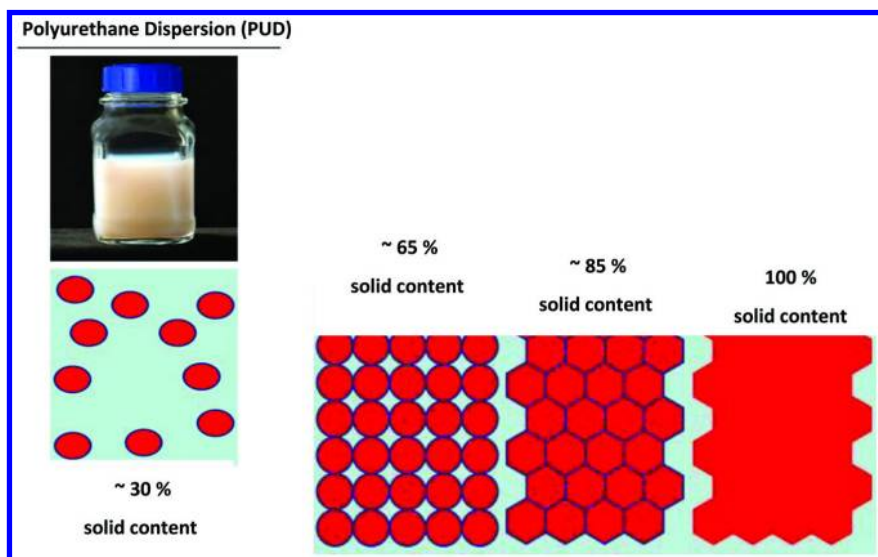 Polyurethane Dispersion (PUD)
~ 65 %
solid content
~ 85 %
solid content
100 %
solid content
~ 30 %
solid content